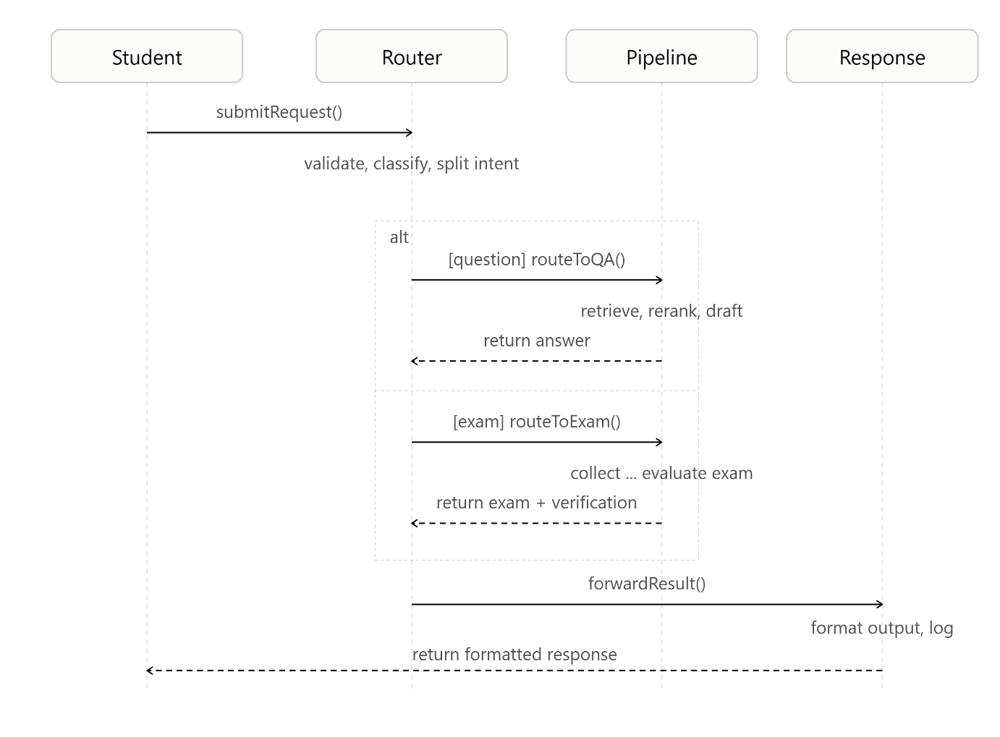 Student
Router
Pipeline
Response
submitRequest()
validate, classify, split intent
alt
[question] routeToQA()
retrieve, rerank, draft
return answer
[exam] routeToExam()
collect ... evaluate exam
return exam + verification
forwardResult()
format output, log
return formatted response